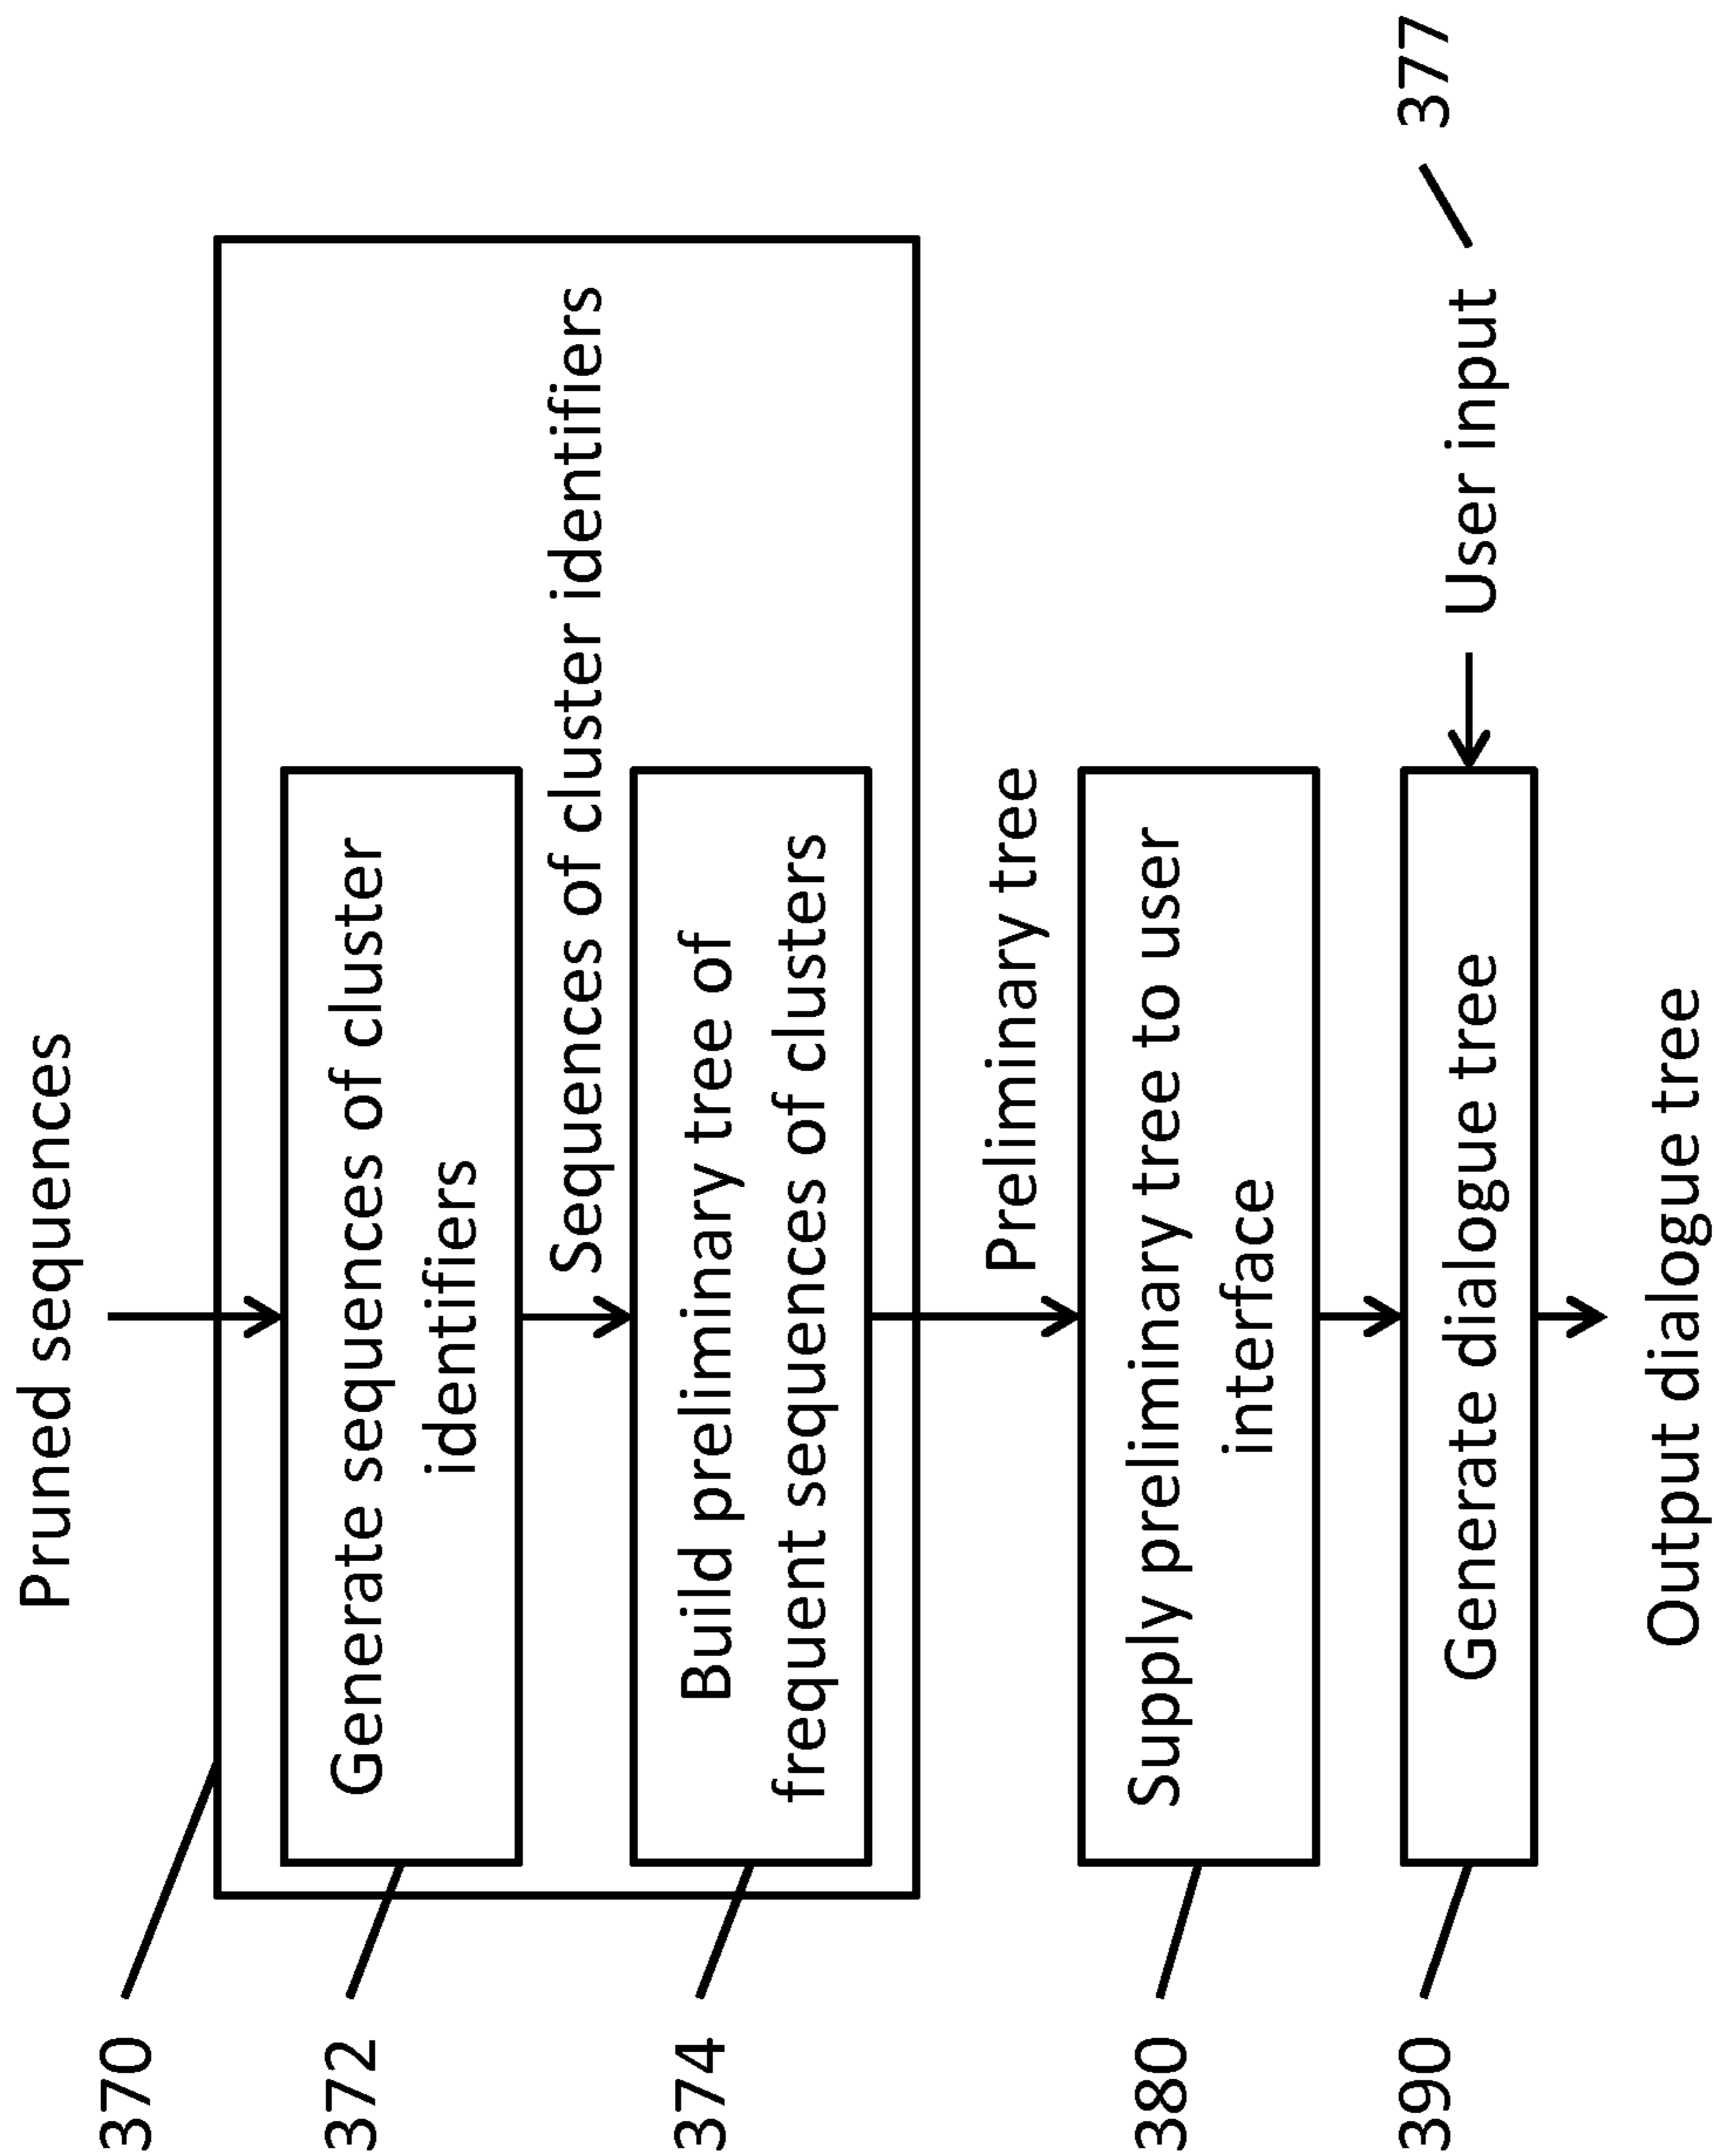 Pruned sequences
370
372
Generate sequences of cluster
identifiers
Sequences of cluster identifiers
374
Build preliminary tree of
frequent sequences of clusters
Preliminary tree
380
Supply preliminary tree to user
interface
390
Generate dialogue tree
User input
377
Output dialogue tree